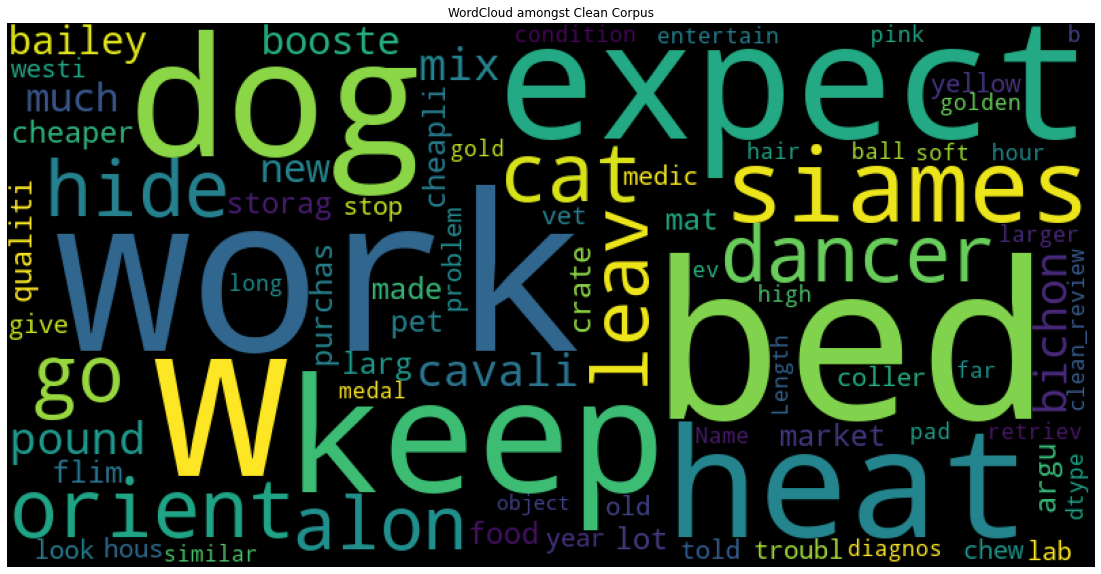 WordCloud amongst Clean Corpus
bailey
dog
booste
mix
condition
entertain
pink
b
expect
westi
much
cheaper
cheapli
yellow
golden
gold
hide
new
storag
stop
cat
medic
hair
ball
soft
hour
siames
qualiti
work
long
purchas
problem
vet
leav
mat
dancer
larger
made
pet
crate
ev
high
bed
bichon
clean_review
give
go
w
larg
medal
cavali
keep
Length
coller
far
pound
flim
orient
alon
Name
market
pad
retriev
heat
argu
dtype
object
old
food
year
lot
look
hous
similar
told
troubl
diagnos
chew
lab